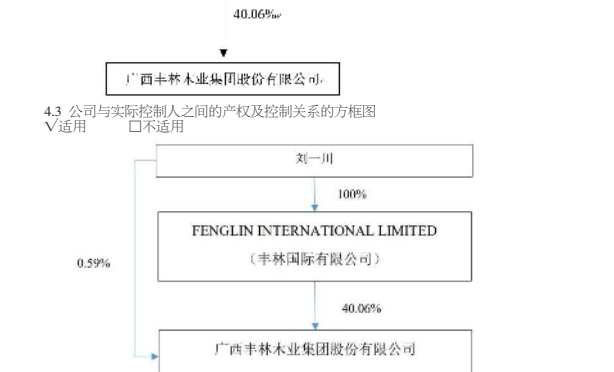 40.06%
广西丰林木业集团股份有限公司
4.3 公司与实际控制人之间的产权及控制关系的方框图
√适用 □不适用
刘一川
100%
FENGLIN INTERNATIONAL LIMITED
（丰林国际有限公司）
0.59%
40.06%
广西丰林木业集团股份有限公司